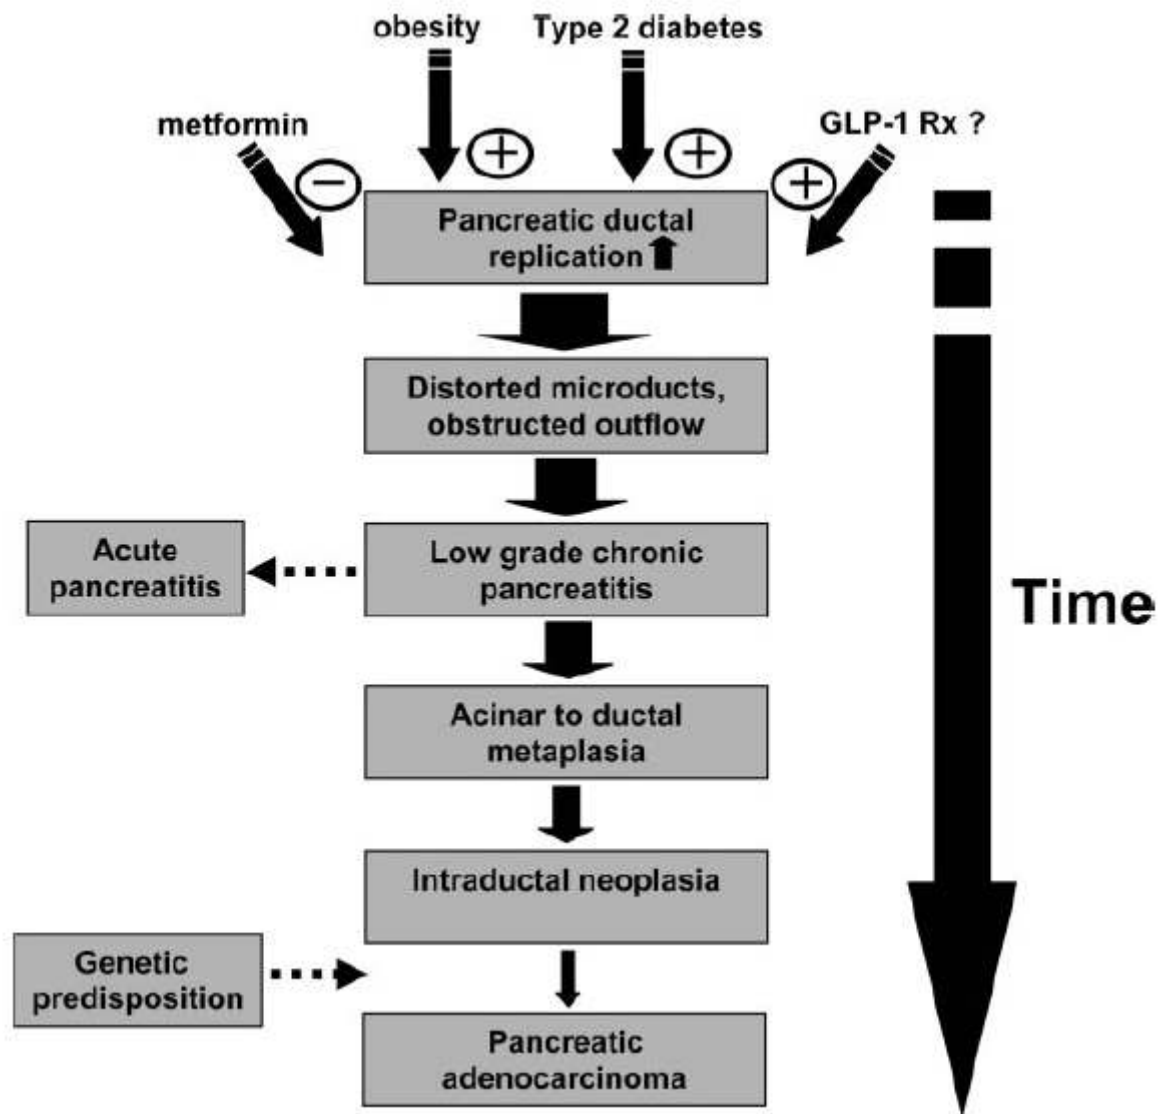 obesity
Type 2 diabetes
metformin
GLP-1 Rx ?
+
+
−
+
Pancreatic ductal
replication
Distorted microducts,
obstructed outflow
Acute
pancreatitis
Low grade chronic
pancreatitis
Time
Acinar to ductal
metaplasia
Intraductal neoplasia
Genetic
predisposition
Pancreatic
adenocarcinoma